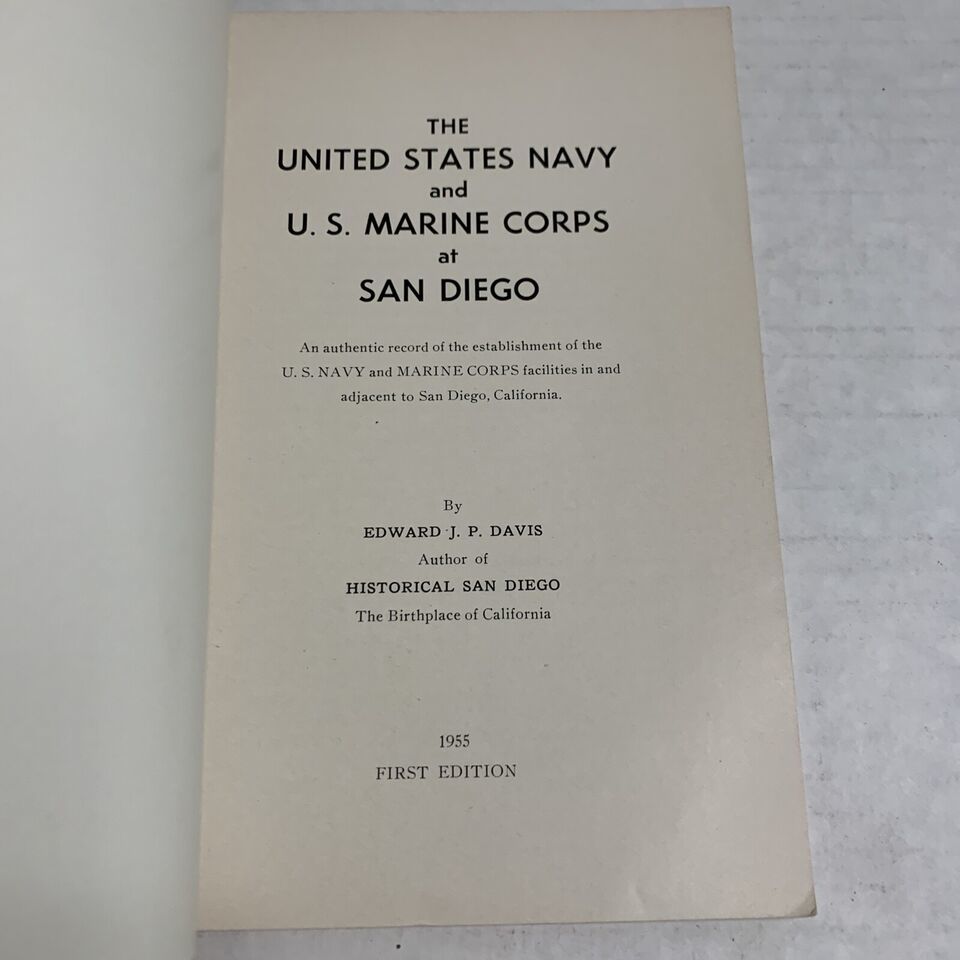 THE
UNITED STATES NAVY
and
U. S. MARINE CORPS
at
SAN DIEGO
An authentic record of the establishment of the
U. S. NAVY and MARINE CORPS facilities in and
adjacent to San Diego, California.
By
EDWARD J. P. DAVIS
Author of
HISTORICAL SAN DIEGO
The Birthplace of California
1955
FIRST EDITION